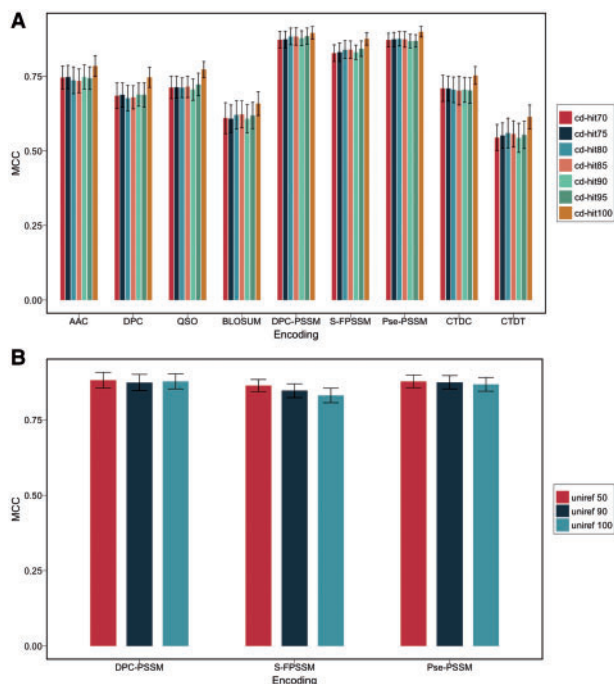 A
MCC
0.75
0.50
0.25
0.00
AAC DPC QSO BLOSUM DPC-PSSM S-FPSSM Pse-PSSM CTDC CTDT
Encoding
cd-hit70
cd-hit75
cd-hit80
cd-hit85
cd-hit90
cd-hit95
cd-hit100
B
MCC
0.75
0.50
0.25
0.00
DPC-PSSM S-FPSSM Pse-PSSM
Encoding
uniref 50
uniref 90
uniref 100